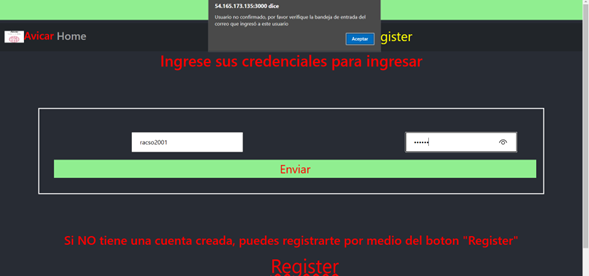 54.165.173.135:3000 dice
Usuario no confirmado, por favor verifique la bandeja de entrada del
correo que ingresó a este usuario
Aceptar
Avicar Home
gister
Ingrese sus credenciales para ingresar
racso2001
••••••
Enviar
Si NO tiene una cuenta creada, puedes registrarte por medio del boton "Register"
Register